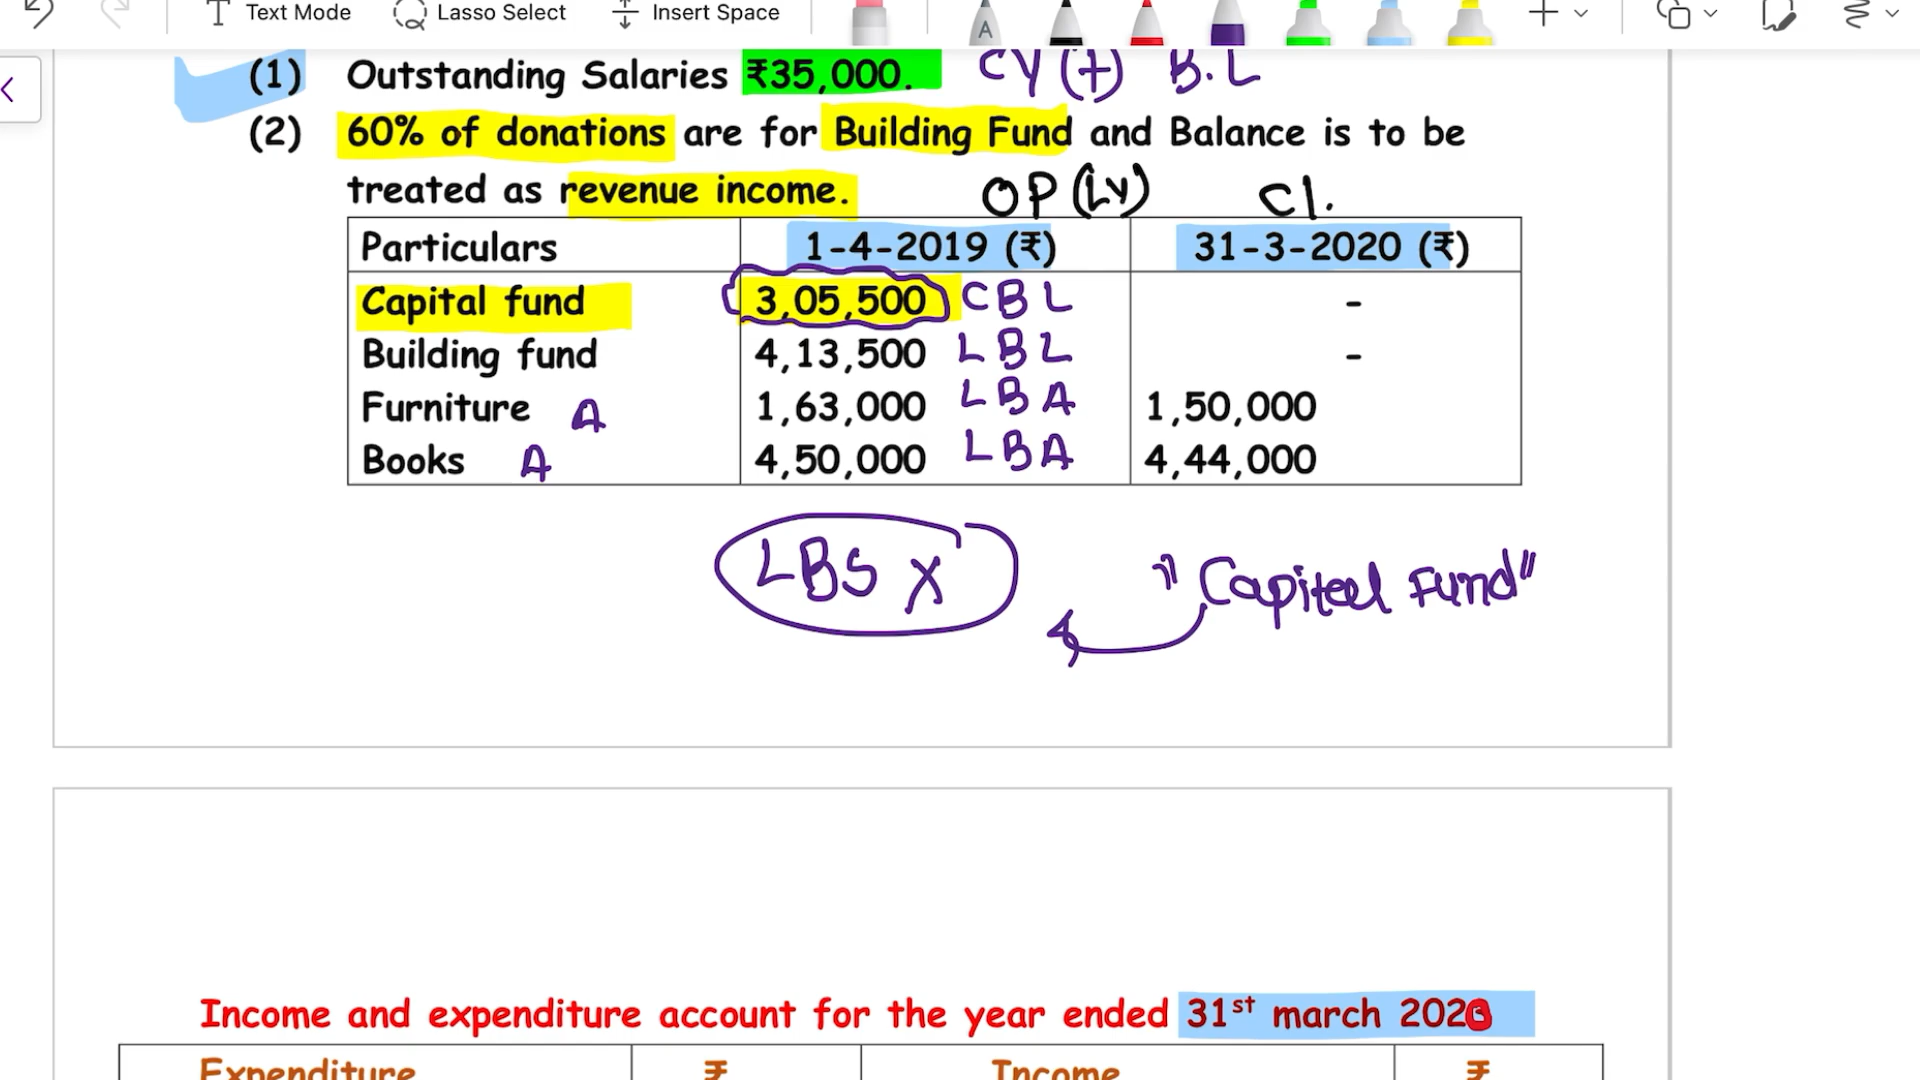 Text Mode Lasso Select Insert Space A
(1) Outstanding Salaries ₹35,000. CY (+) B.L
(2) 60% of donations are for Building Fund and Balance is to be
treated as revenue income. OP (LY) Cl.
Particulars 1-4-2019 (₹) 31-3-2020 (₹)
Capital fund 3,05,500 CBL -
Building fund 4,13,500 LBL -
Furniture A 1,63,000 LBA 1,50,000
Books A 4,50,000 LBA 4,44,000
LBS X "Capital Fund"
Income and expenditure account for the year ended 31st march 202
Expenditure ₹ Income ₹